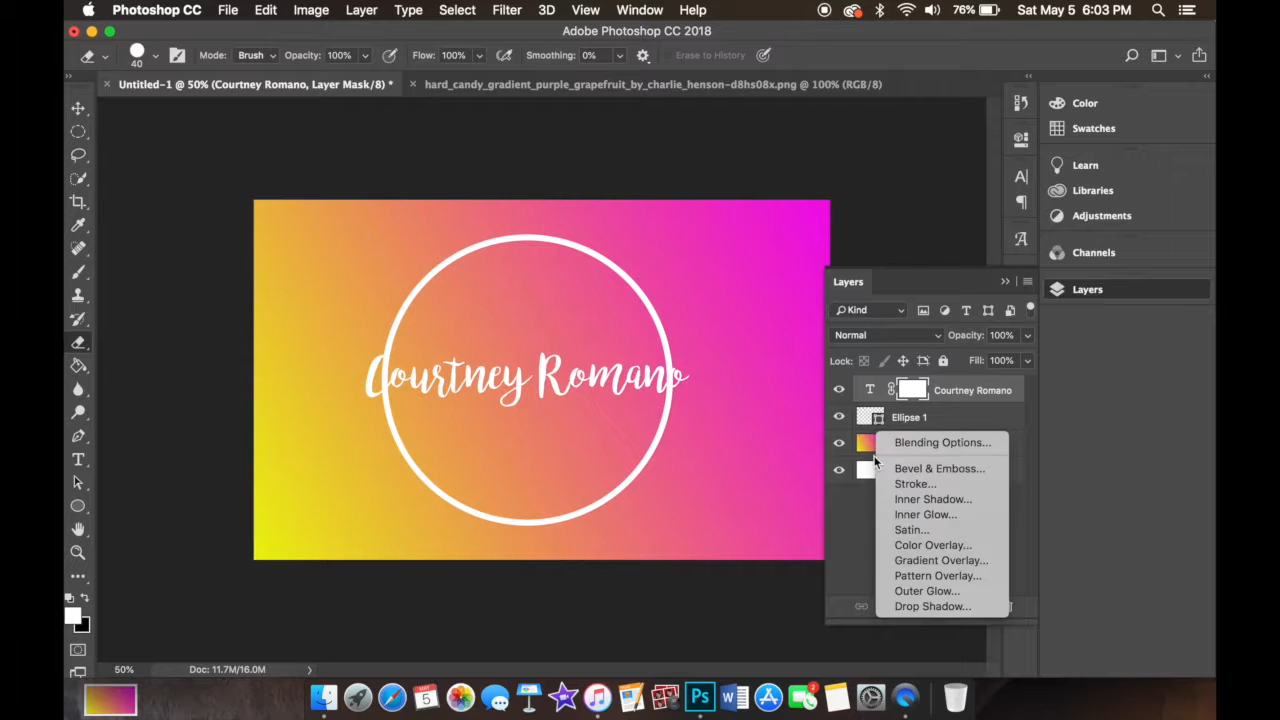 Photoshop CC File Edit Image Layer Type Select Filter 3D View Window Help 76% Sat May 5 6:03 PM
Adobe Photoshop CC 2018
40 Mode: Brush Opacity: 100% Flow: 100% Smoothing: 0% Erase to History
× Untitled-1 @ 50% (Courtney Romano, Layer Mask/8) * × hard_candy_gradient_purple_grapefruit_by_charlie_henson-d8hs08x.png @ 100% (RGB/8)
Color
Swatches
Learn
Libraries
Adjustments
Channels
Layers
Courtney Romano
Layers
Kind
Normal Opacity: 100%
Lock: Fill: 100%
T Courtney Romano
Ellipse 1
Blending Options...
Bevel & Emboss...
Stroke...
Inner Shadow...
Inner Glow...
Satin...
Color Overlay...
Gradient Overlay...
Pattern Overlay...
Outer Glow...
Drop Shadow...
50% Doc: 11.7M/16.0M
MAY
5
Ps
W
2